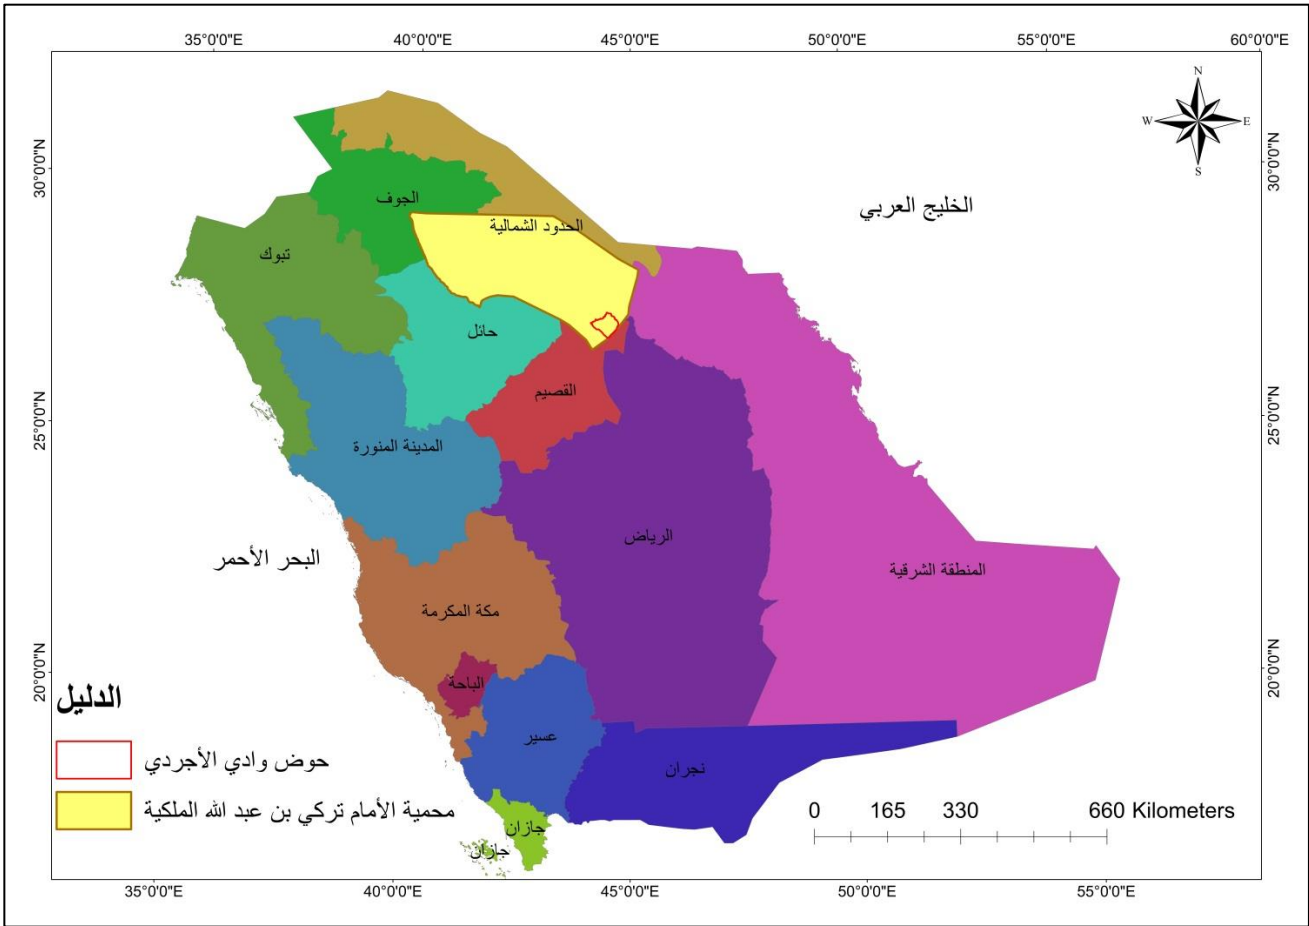 35°0'0"E 40°0'0"E 45°0'0"E 50°0'0"E 55°0'0"E 60°0'0"E
N
W E
S
30°0'0"N 30°0'0"N
الجوف
الخليج العربي
الحدود الشمالية
تبوك
حائل
القصيم
25°0'0"N 25°0'0"N
المدينة المنورة
الرياض
البحر الأحمر
المنطقة الشرقية
مكة المكرمة
20°0'0"N 20°0'0"N
الباحة
الدليل
عسير
حوض وادي الأجردي
نجران
محمية الأمام تركي بن عبد الله الملكية
0 165 330 660 Kilometers
جازان
جازان
35°0'0"E 40°0'0"E 45°0'0"E 50°0'0"E 55°0'0"E